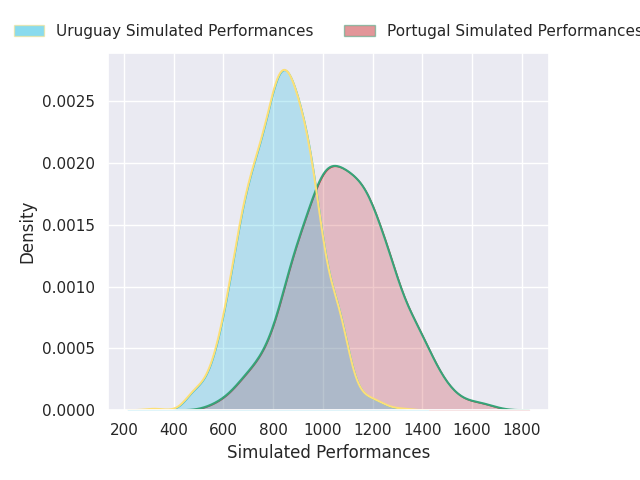 Uruguay Simulated Performances Portugal Simulated Performances
0.0025
0.0020
0.0015
0.0010
0.0005
0.0000
Density
200 400 600 800 1000 1200 1400 1600 1800
Simulated Performances